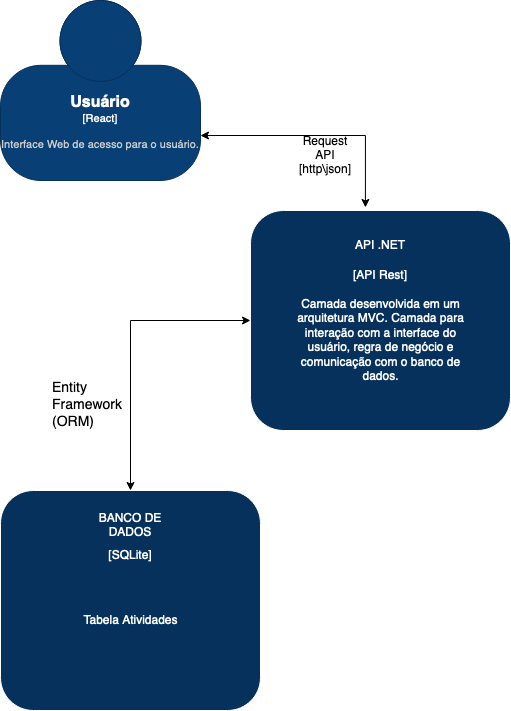 Usuário
[React]
Interface Web de acesso para o usuário.
Request
API
[http\json]
API .NET
[API Rest]
Camada desenvolvida em um
arquitetura MVC. Camada para
interação com a interface do
usuário, regra de negócio e
comunicação com o banco de
dados.
Entity
Framework
(ORM)
BANCO DE
DADOS
[SQLite]
Tabela Atividades